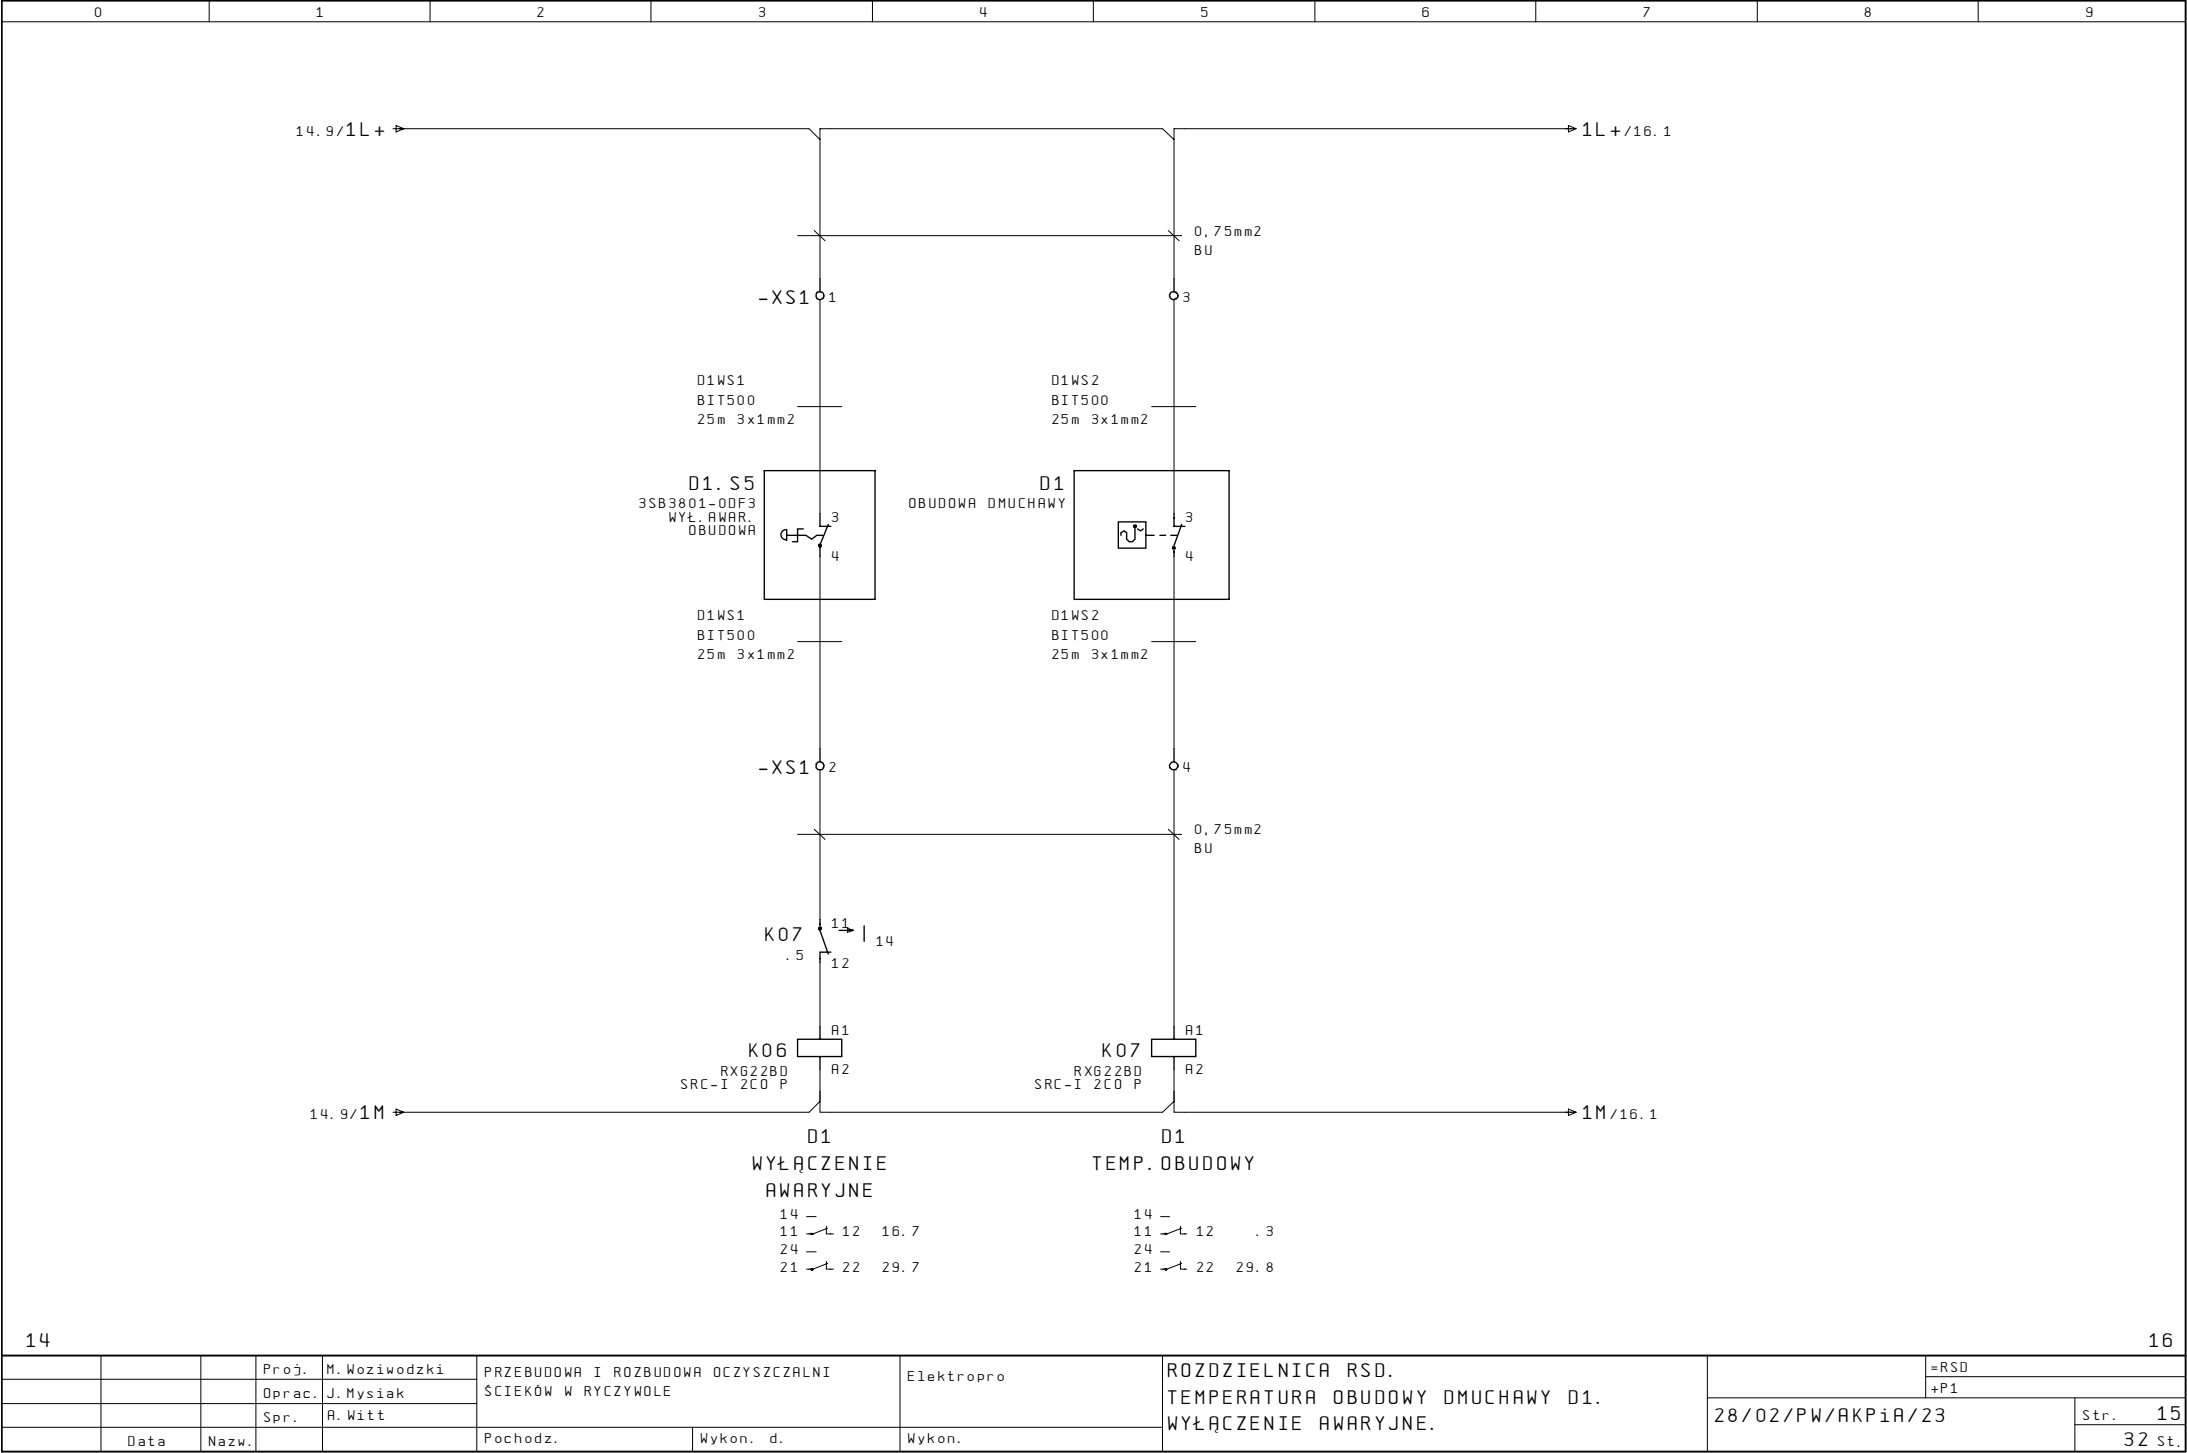 0 1 2 3 4 5 6 7 8 9
14.9/1L+ 1L+/16.1
0,75mm2
BU
-XS1 1 3
D1WS1 D1WS2
BIT500 BIT500
25m 3x1mm2 25m 3x1mm2
D1.S5 D1
3SB3801-0DF3 OBUDOWA DMUCHAWY
WYŁ.AWAR.
OBUDOWA
3 3
4 4
D1WS1 D1WS2
BIT500 BIT500
25m 3x1mm2 25m 3x1mm2
-XS1 2 4
0,75mm2
BU
K07 11 14
.5 12
A1 A1
K06 K07
RXG22BD A2 RXG22BD A2
SRC-I 2CO P SRC-I 2CO P
14.9/1M 1M/16.1
D1 D1
WYŁĄCZENIE TEMP.OBUDOWY
AWARYJNE
14 14
11 12 16.7 11 12 .3
24 24
21 22 29.7 21 22 29.8
14 16
Proj. M.Woziwodzki
Oprac. J.Mysiak
Spr. A.Witt
Data Nazw.
PRZEBUDOWA I ROZBUDOWA OCZYSZCZALNI
ŚCIEKÓW W RYCZYWOLE
Pochodz. Wykon. d. Wykon.
Elektropro
ROZDZIELNICA RSD.
TEMPERATURA OBUDOWY DMUCHAWY D1.
WYŁĄCZENIE AWARYJNE.
=RSD
+P1
28/02/PW/AKPiA/23
Str. 15
32 St.